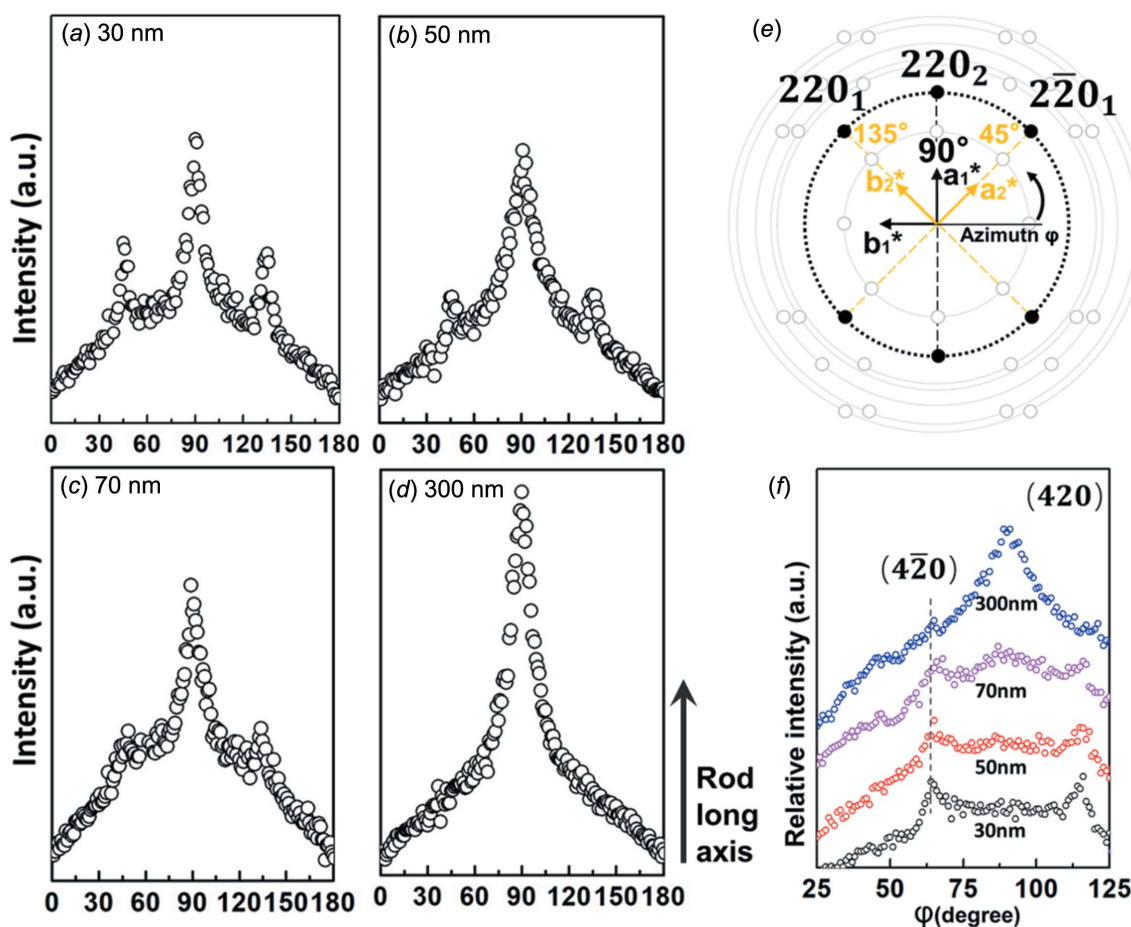 (a) 30 nm
Intensity (a.u.)
0 30 60 90 120 150 180
(b) 50 nm
0 30 60 90 120 150 180
(c) 70 nm
Intensity (a.u.)
0 30 60 90 120 150 180
(d) 300 nm
0 30 60 90 120 150 180
Rod
long
axis
(e)
220₂
220₁
22̅0₁
135°
45°
90°
b₂*
a₁*
a₂*
b₁*
Azimuth φ
(f)
(420)
(42̅0)
300nm
70nm
50nm
30nm
Relative intensity (a.u.)
25 50 75 100 125
φ(degree)